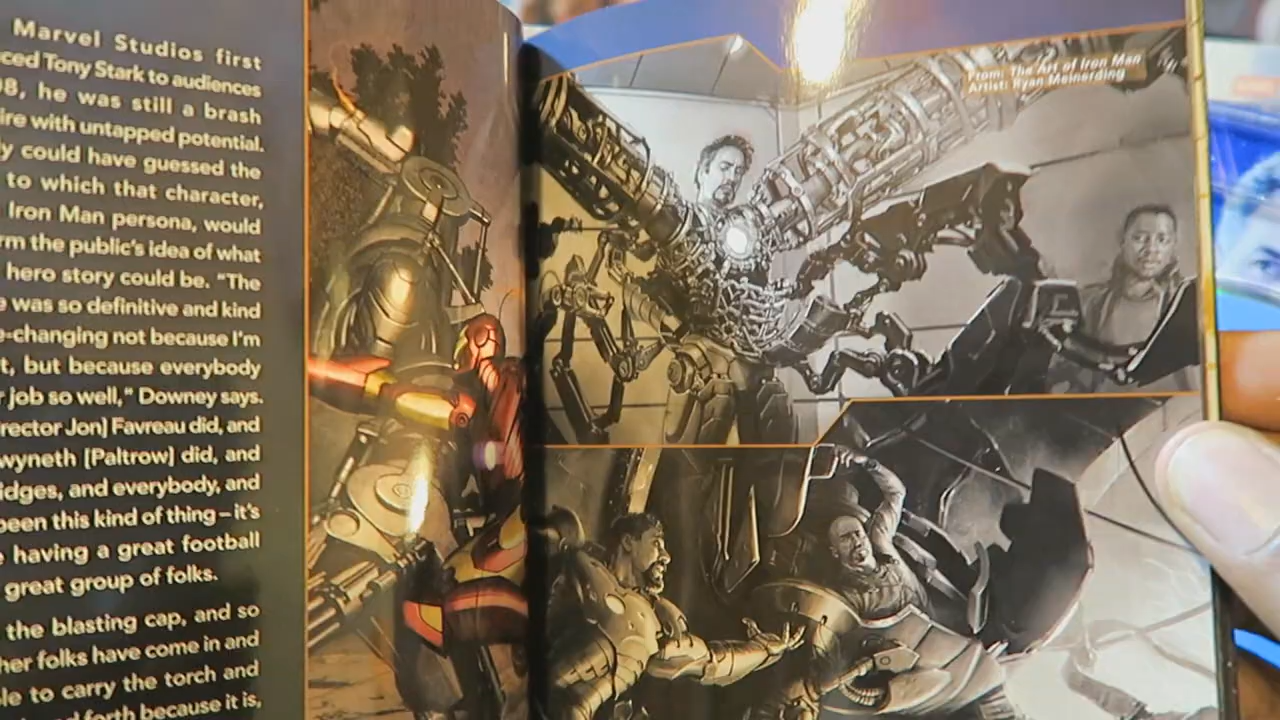 Marvel Studios first
ced Tony Stark to audiences
08, he was still a brash
ire with untapped potential.
y could have guessed the
to which that character,
Iron Man persona, would
rm the public's idea of what
hero story could be. "The
e was so definitive and kind
e-changing not because I'm
t, but because everybody
r job so well," Downey says.
rector Jon] Favreau did, and
wyneth [Paltrow] did, and
idges, and everybody, and
been this kind of thing – it's
e having a great football
great group of folks.
the blasting cap, and so
her folks have come in and
le to carry the torch and
forth because it is,
From: The Art of Iron Man
Artist: Ryan Meinerding